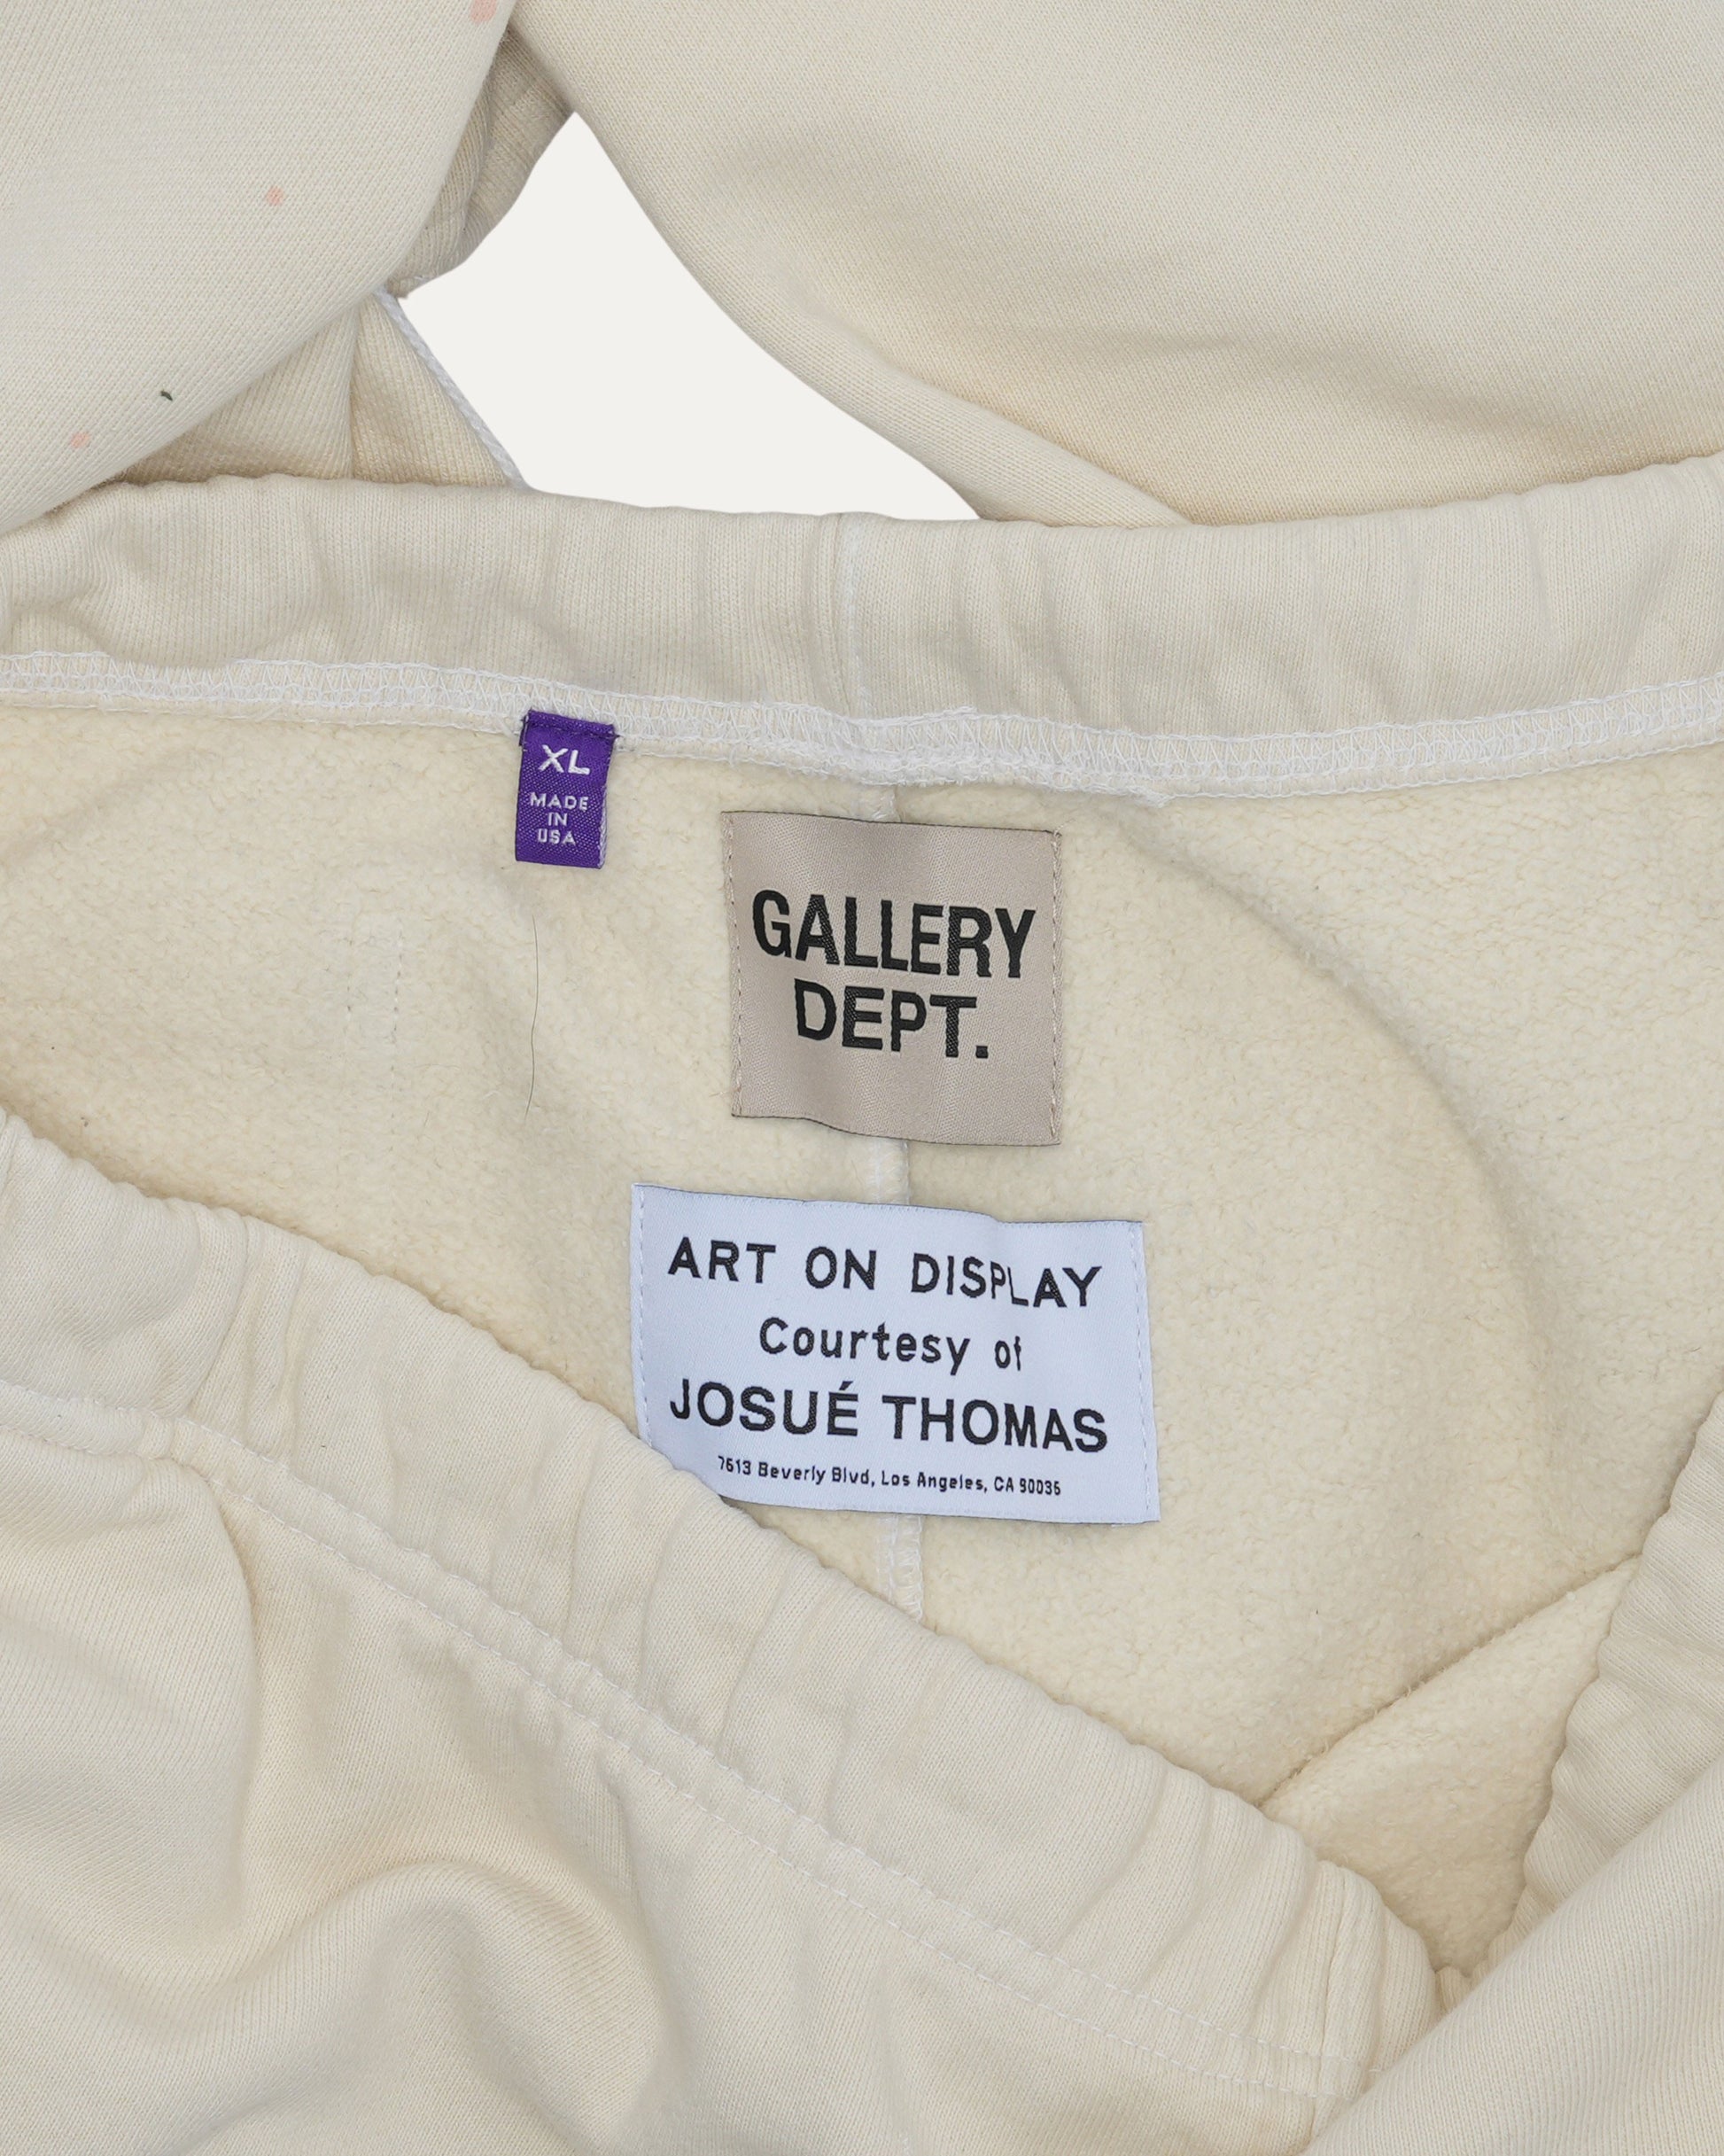 XL
MADE
IN
USA
GALLERY
DEPT.
ART ON DISPLAY
Courtesy of
JOSUÉ THOMAS
7613 Beverly Blvd, Los Angeles, CA 90036